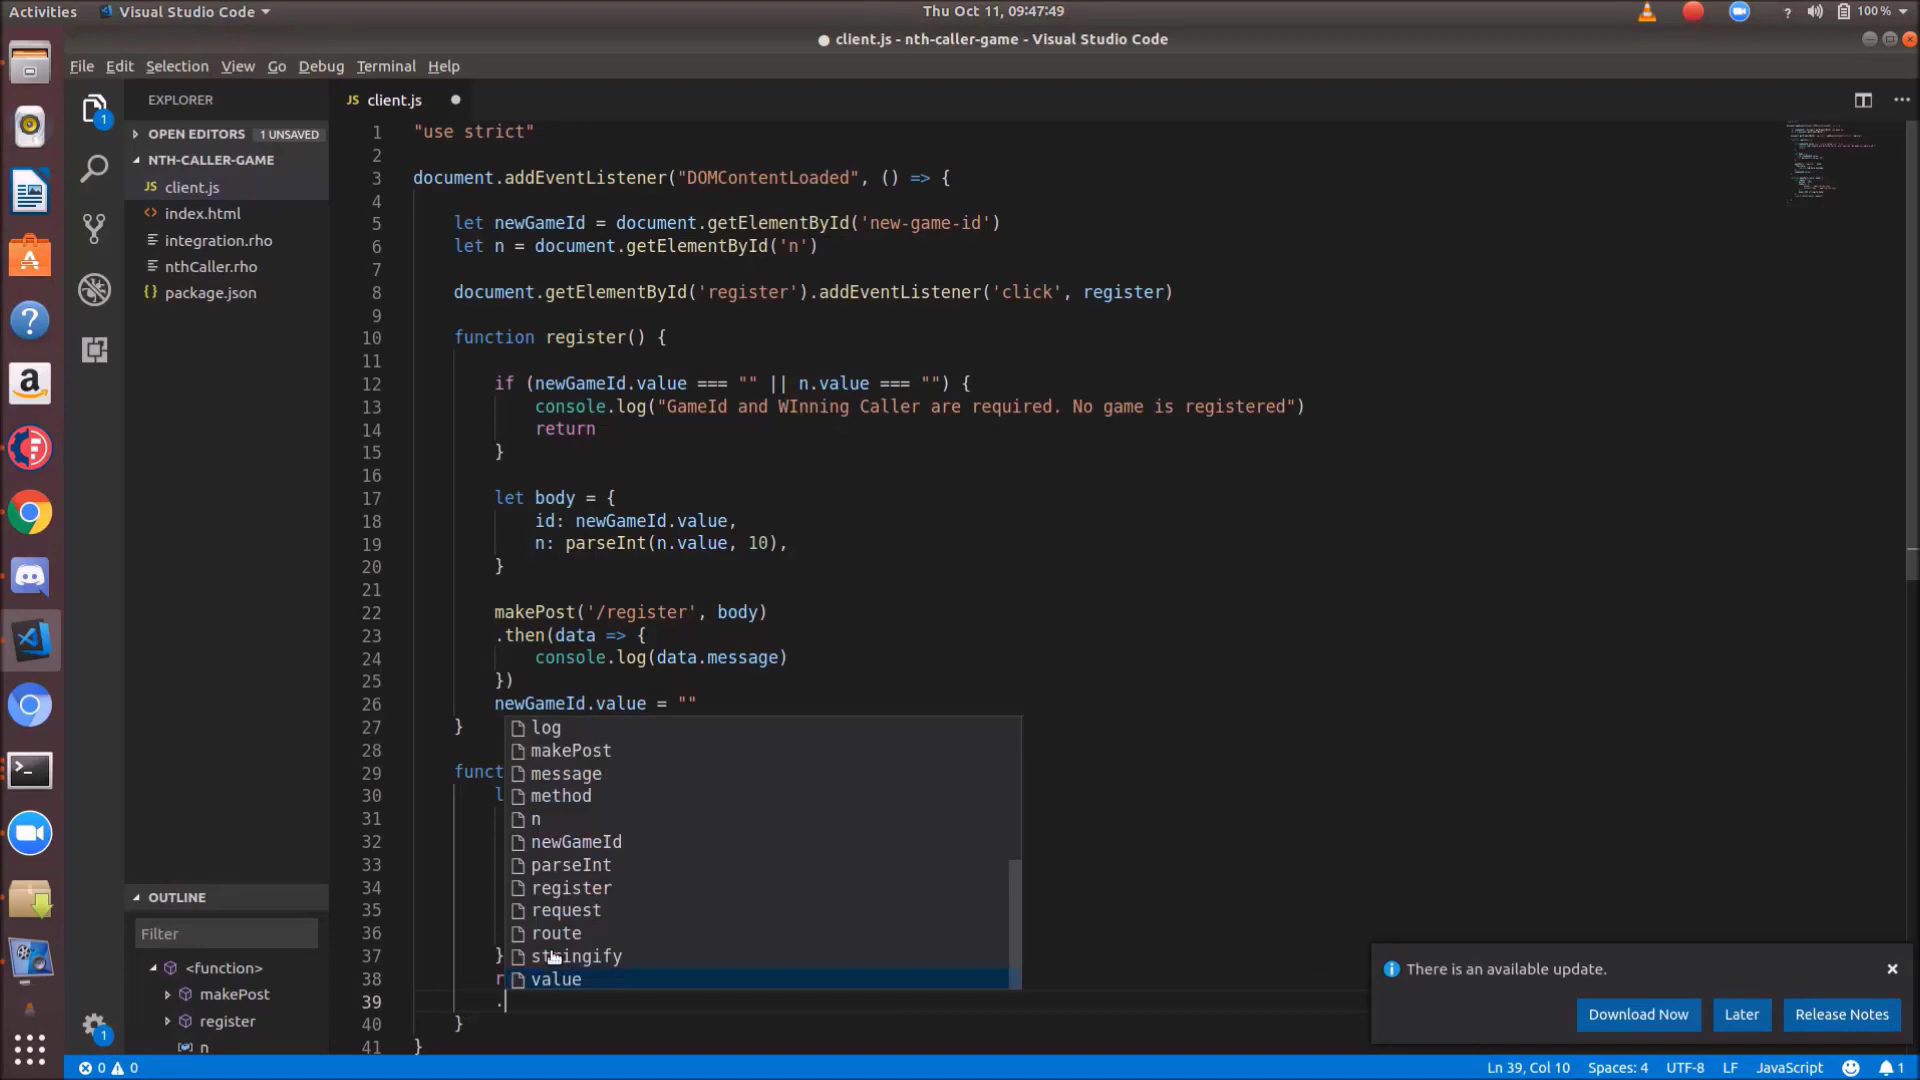 Activities
Visual Studio Code
Thu Oct 11, 09:47:49
?
100 %
● client.js - nth-caller-game - Visual Studio Code
File Edit Selection View Go Debug Terminal Help
EXPLORER
JS client.js
OPEN EDITORS 1 UNSAVED
NTH-CALLER-GAME
JS client.js
<> index.html
integration.rho
nthCaller.rho
{} package.json
1
1 "use strict"
2
3 document.addEventListener("DOMContentLoaded", () => {
4
5 let newGameId = document.getElementById('new-game-id')
6 let n = document.getElementById('n')
7
8 document.getElementById('register').addEventListener('click', register)
9
10 function register() {
11
12 if (newGameId.value === "" || n.value === "") {
13 console.log("GameId and WInning Caller are required. No game is registered")
14 return
15 }
16
17 let body = {
18 id: newGameId.value,
19 n: parseInt(n.value, 10),
20 }
21
22 makePost('/register', body)
23 .then(data => {
24 console.log(data.message)
25 })
26 newGameId.value = ""
27 }
28
29 funct
30 l
31
32
33
34
35
36
37 }
38 r
39 .
40 }
41 }
log
makePost
message
method
n
newGameId
parseInt
register
request
route
stringify
value
OUTLINE
Filter
<function>
makePost
register
n
1
There is an available update.
Download Now
Later
Release Notes
0 0
Ln 39, Col 10
Spaces: 4
UTF-8
LF
JavaScript
1